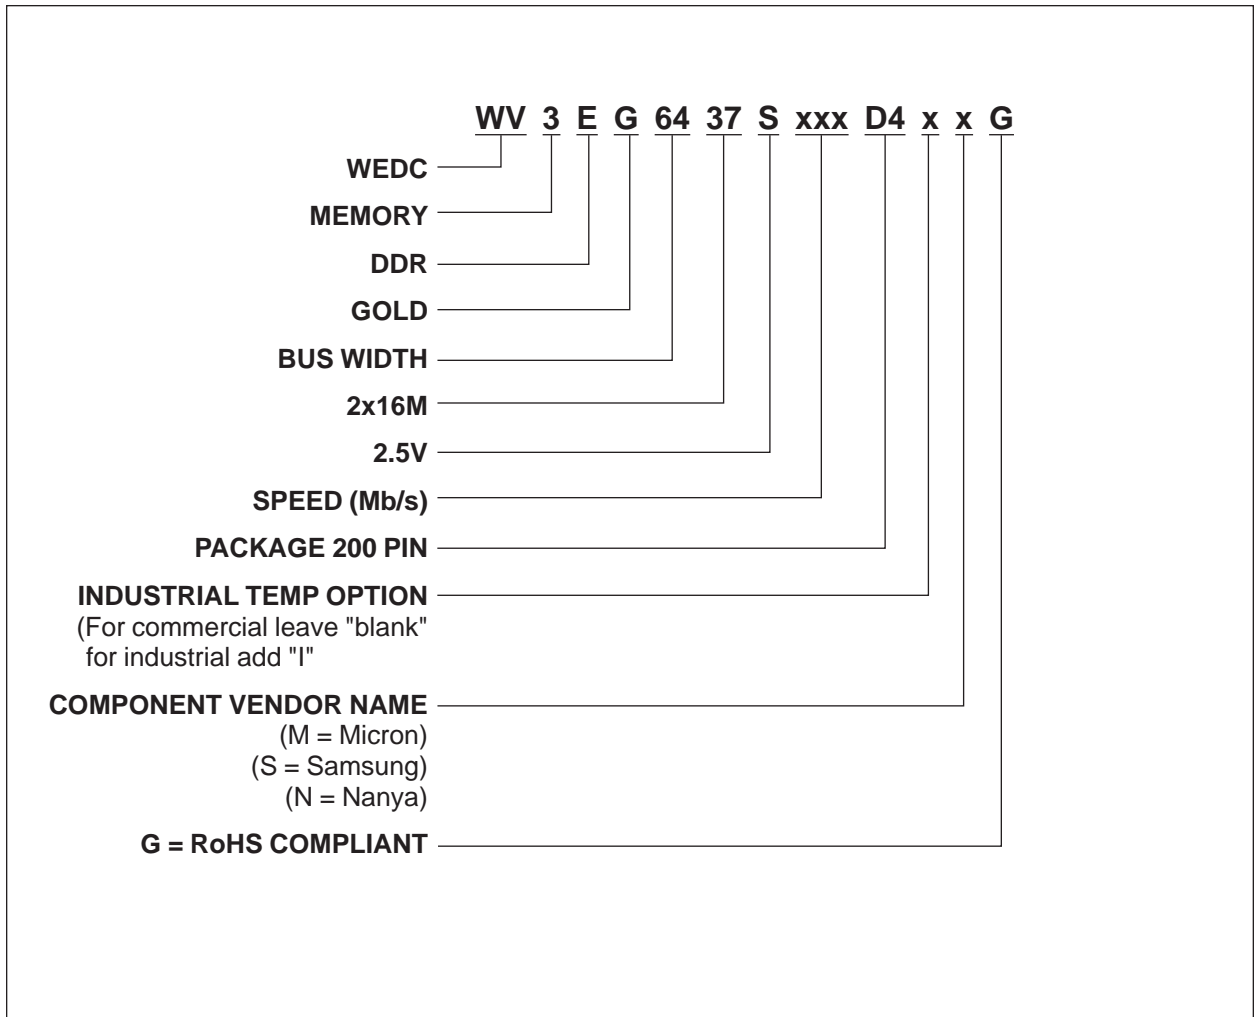 WV 3 E G 64 37 S xxx D4 x x G
WEDC
MEMORY
DDR
GOLD
BUS WIDTH
2x16M
2.5V
SPEED (Mb/s)
PACKAGE 200 PIN
INDUSTRIAL TEMP OPTION
(For commercial leave "blank"
for industrial add "I"
COMPONENT VENDOR NAME
(M = Micron)
(S = Samsung)
(N = Nanya)
G = RoHS COMPLIANT